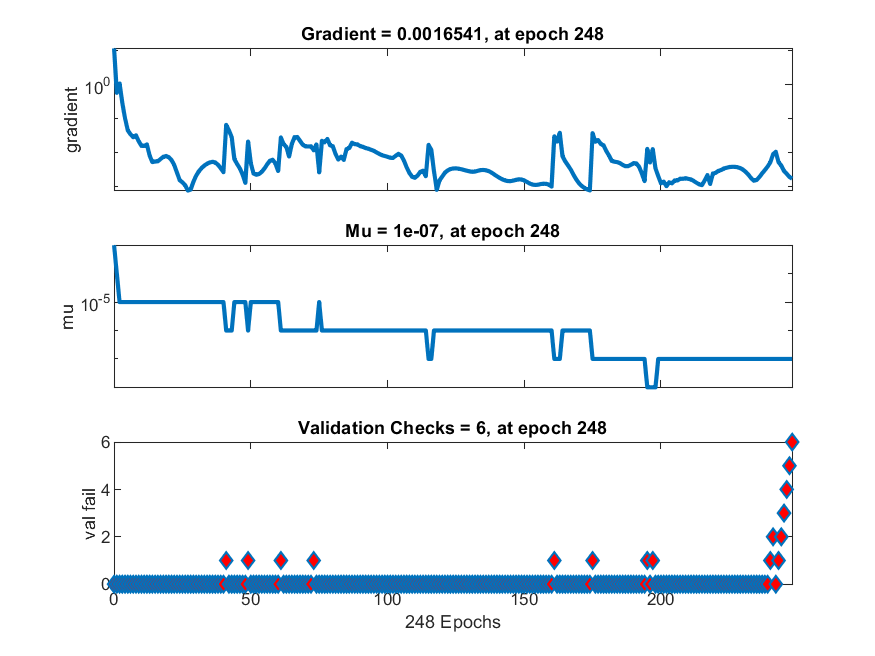 Gradient = 0.0016541, at epoch 248
10^0
gradient
Mu = 1e-07, at epoch 248
10^-5
mu
Validation Checks = 6, at epoch 248
6
4
2
0
val fail
0 50 100 150 200
248 Epochs